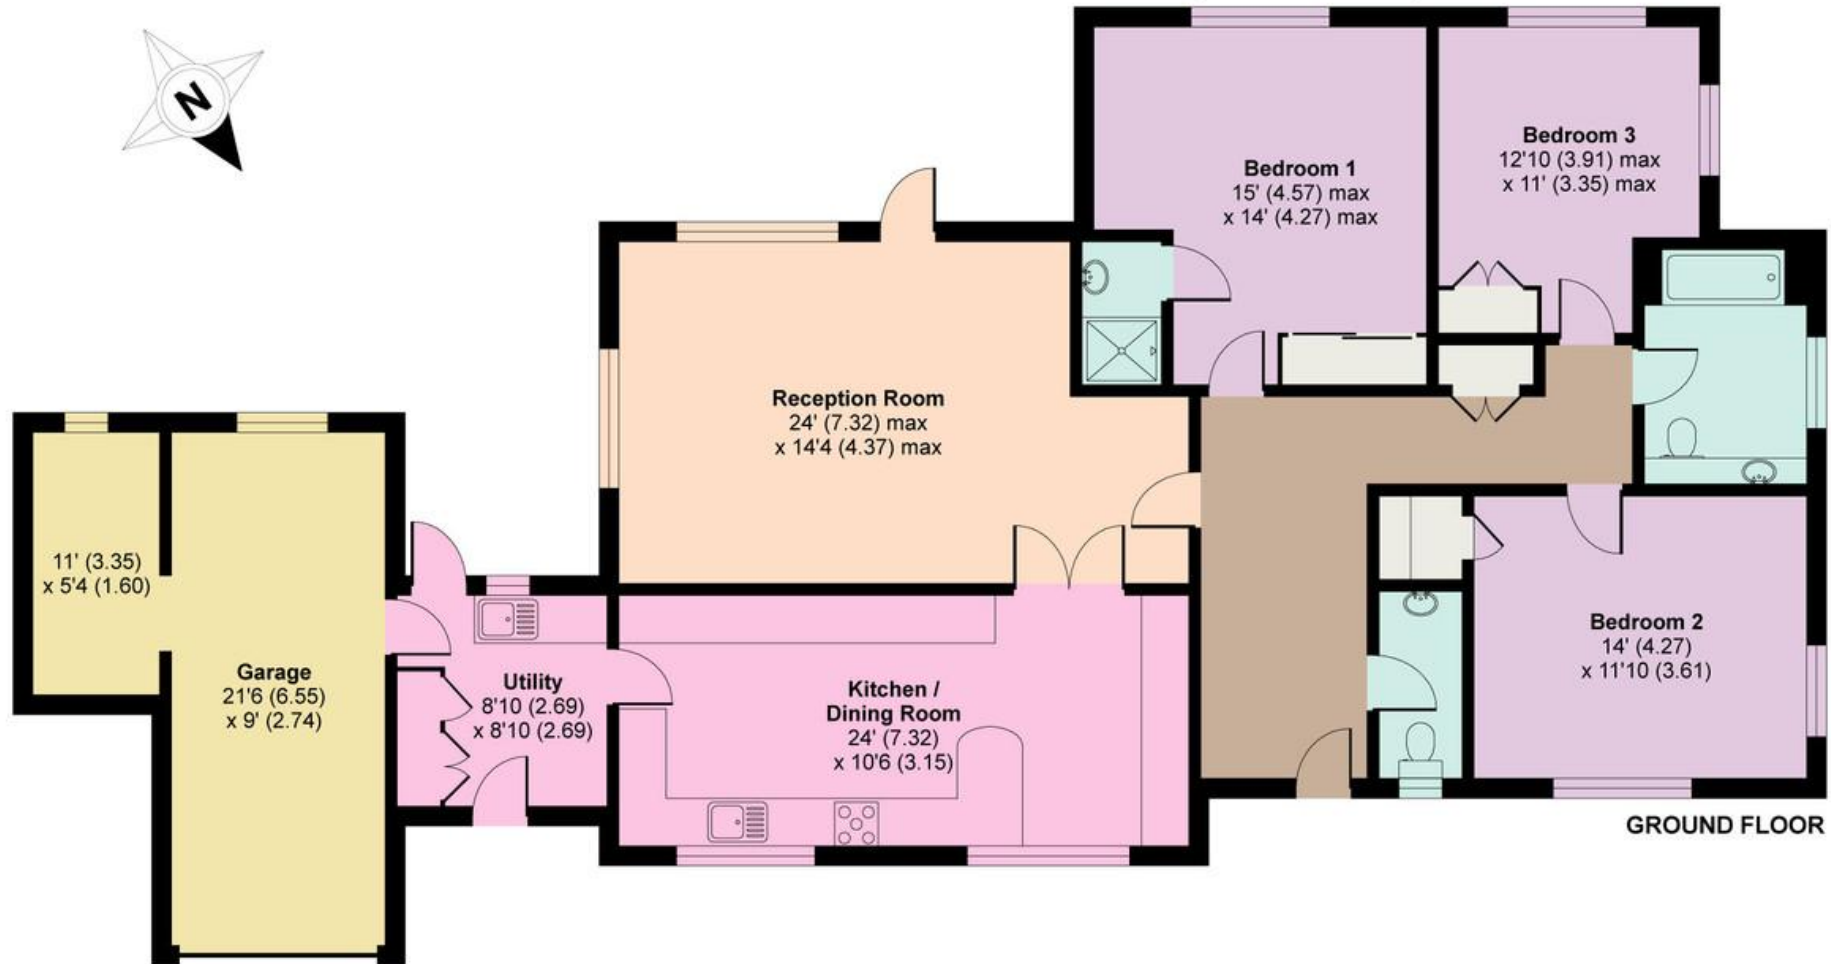 N
Bedroom 1
15' (4.57) max
x 14' (4.27) max
Bedroom 3
12'10 (3.91) max
x 11' (3.35) max
Reception Room
24' (7.32) max
x 14'4 (4.37) max
11' (3.35)
x 5'4 (1.60)
Garage
21'6 (6.55)
x 9' (2.74)
Utility
8'10 (2.69)
x 8'10 (2.69)
Kitchen /
Dining Room
24' (7.32)
x 10'6 (3.15)
Bedroom 2
14' (4.27)
x 11'10 (3.61)
GROUND FLOOR